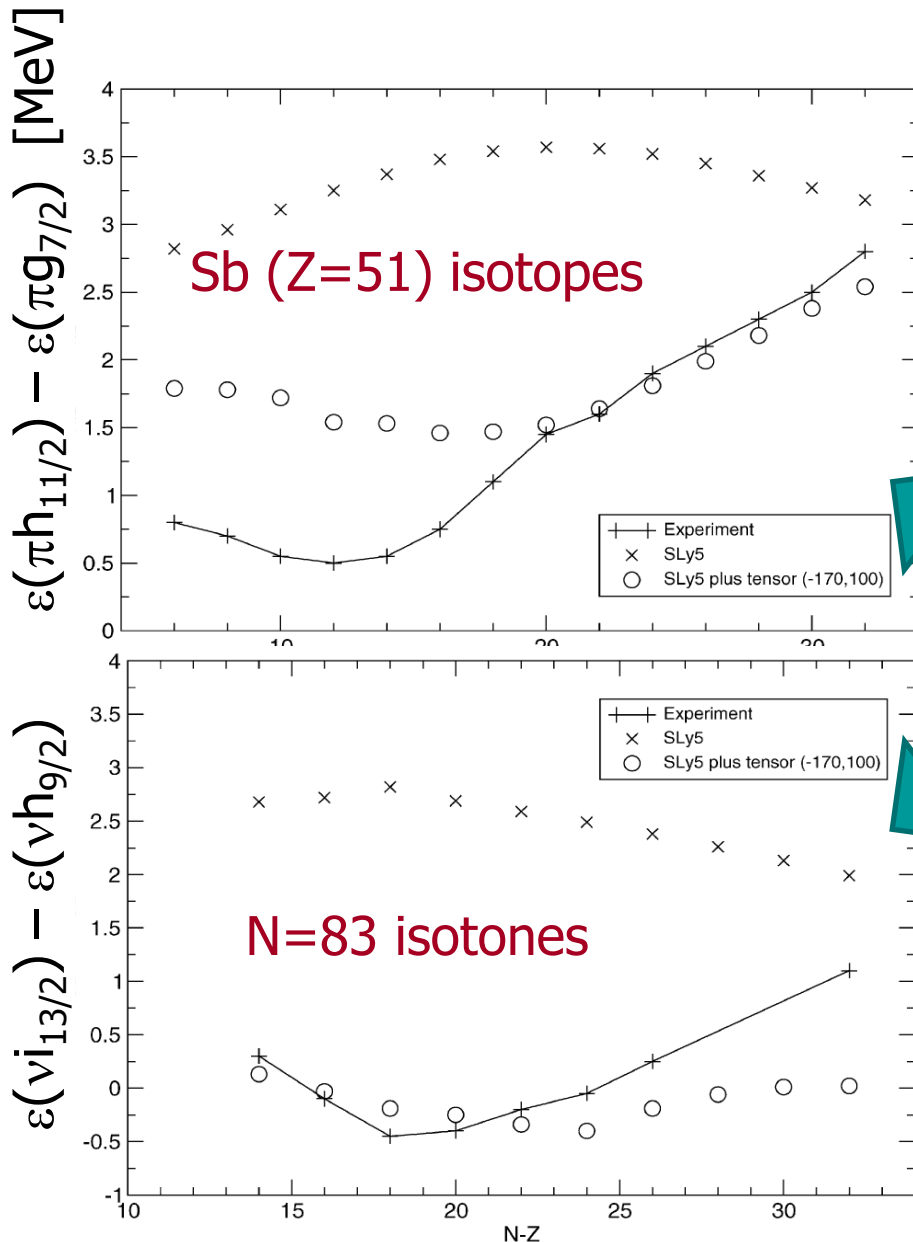 ε(πh11/2) – ε(πg7/2) [MeV]
4
3.5
3
2.5
2
1.5
1
0.5
0
Sb (Z=51) isotopes
Experiment
SLy5
SLy5 plus tensor (-170,100)
10
20
30
ε(νi13/2) – ε(νh9/2)
4
3.5
3
2.5
2
1.5
1
0.5
0
-0.5
-1
Experiment
SLy5
SLy5 plus tensor (-170,100)
N=83 isotones
10
15
20
25
30
N-Z